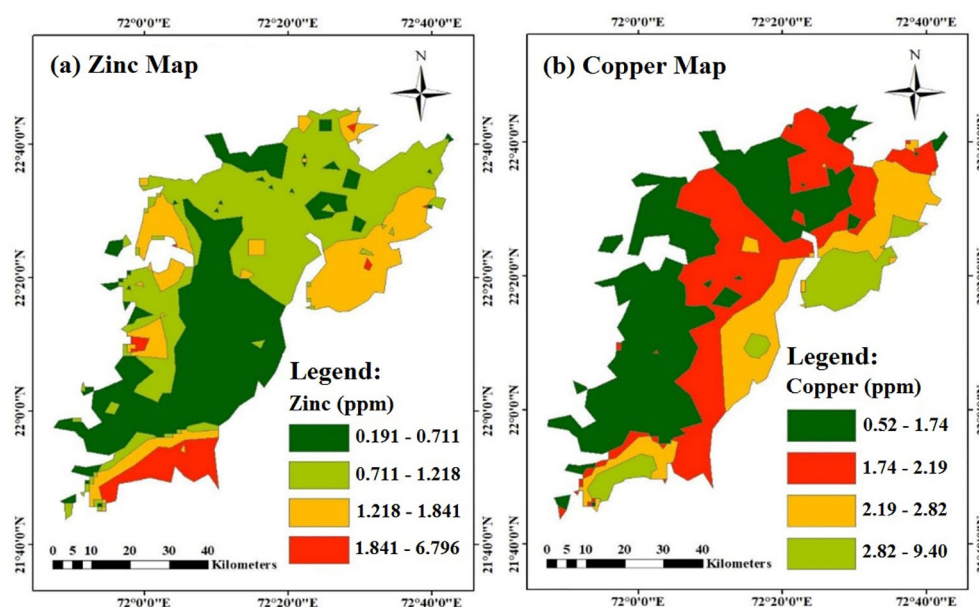 72°0'0"E 72°20'0"E 72°40'0"E
(a) Zinc Map
N
22°40'0"N
22°20'0"N
22°0'0"N
21°40'0"N
Legend:
Zinc (ppm)
0.191 - 0.711
0.711 - 1.218
1.218 - 1.841
1.841 - 6.796
0 5 10 20 30 40
Kilometers
72°0'0"E 72°20'0"E 72°40'0"E
72°0'0"E 72°20'0"E 72°40'0"E
(b) Copper Map
N
22°40'0"N
22°20'0"N
22°0'0"N
21°40'0"N
22°20'0"N
22°0'0"N
Legend:
Copper (ppm)
0.52 - 1.74
1.74 - 2.19
2.19 - 2.82
2.82 - 9.40
0 5 10 20 30 40
Kilometers
72°0'0"E 72°20'0"E 72°40'0"E